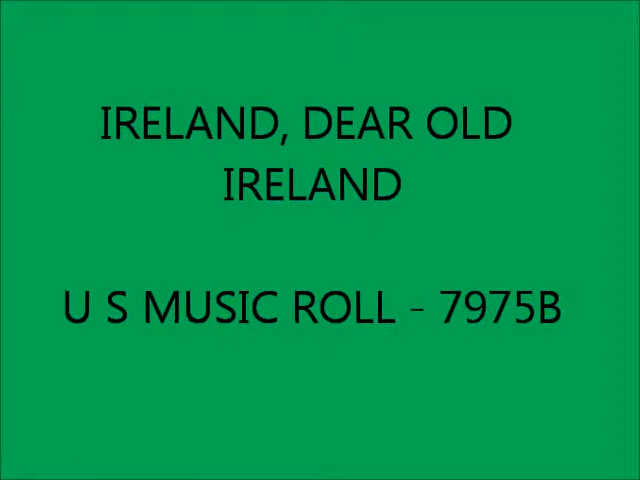 IRELAND, DEAR OLD
IRELAND
U S MUSIC ROLL - 7975B